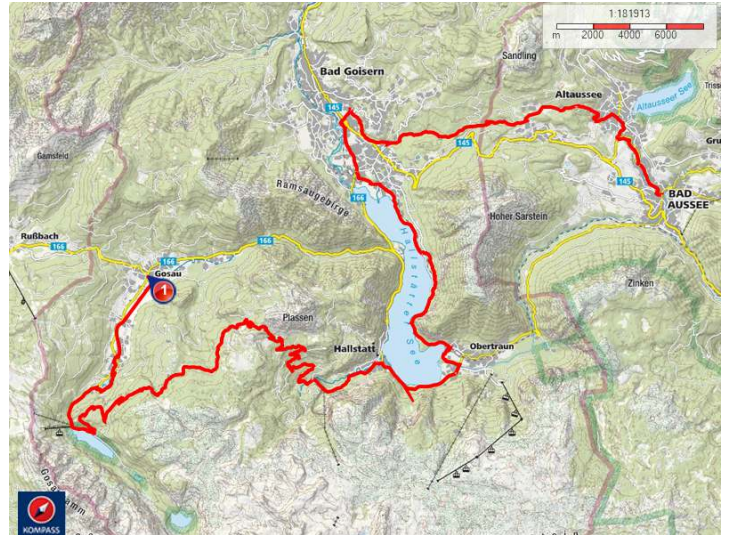 1:181913
m 2000 4000 6000
Sandling
Bad Goisern
Altaussee
Altausseer See
145
Gamsfeld
Ramsaugebirge
166
145
145
BAD
AUSSEE
Hoher Sarstein
Rußbach
166
166
166
Gosau
1
Hallstätter See
Zinken
Plassen
Hallstatt
Obertraun
KOMPASS